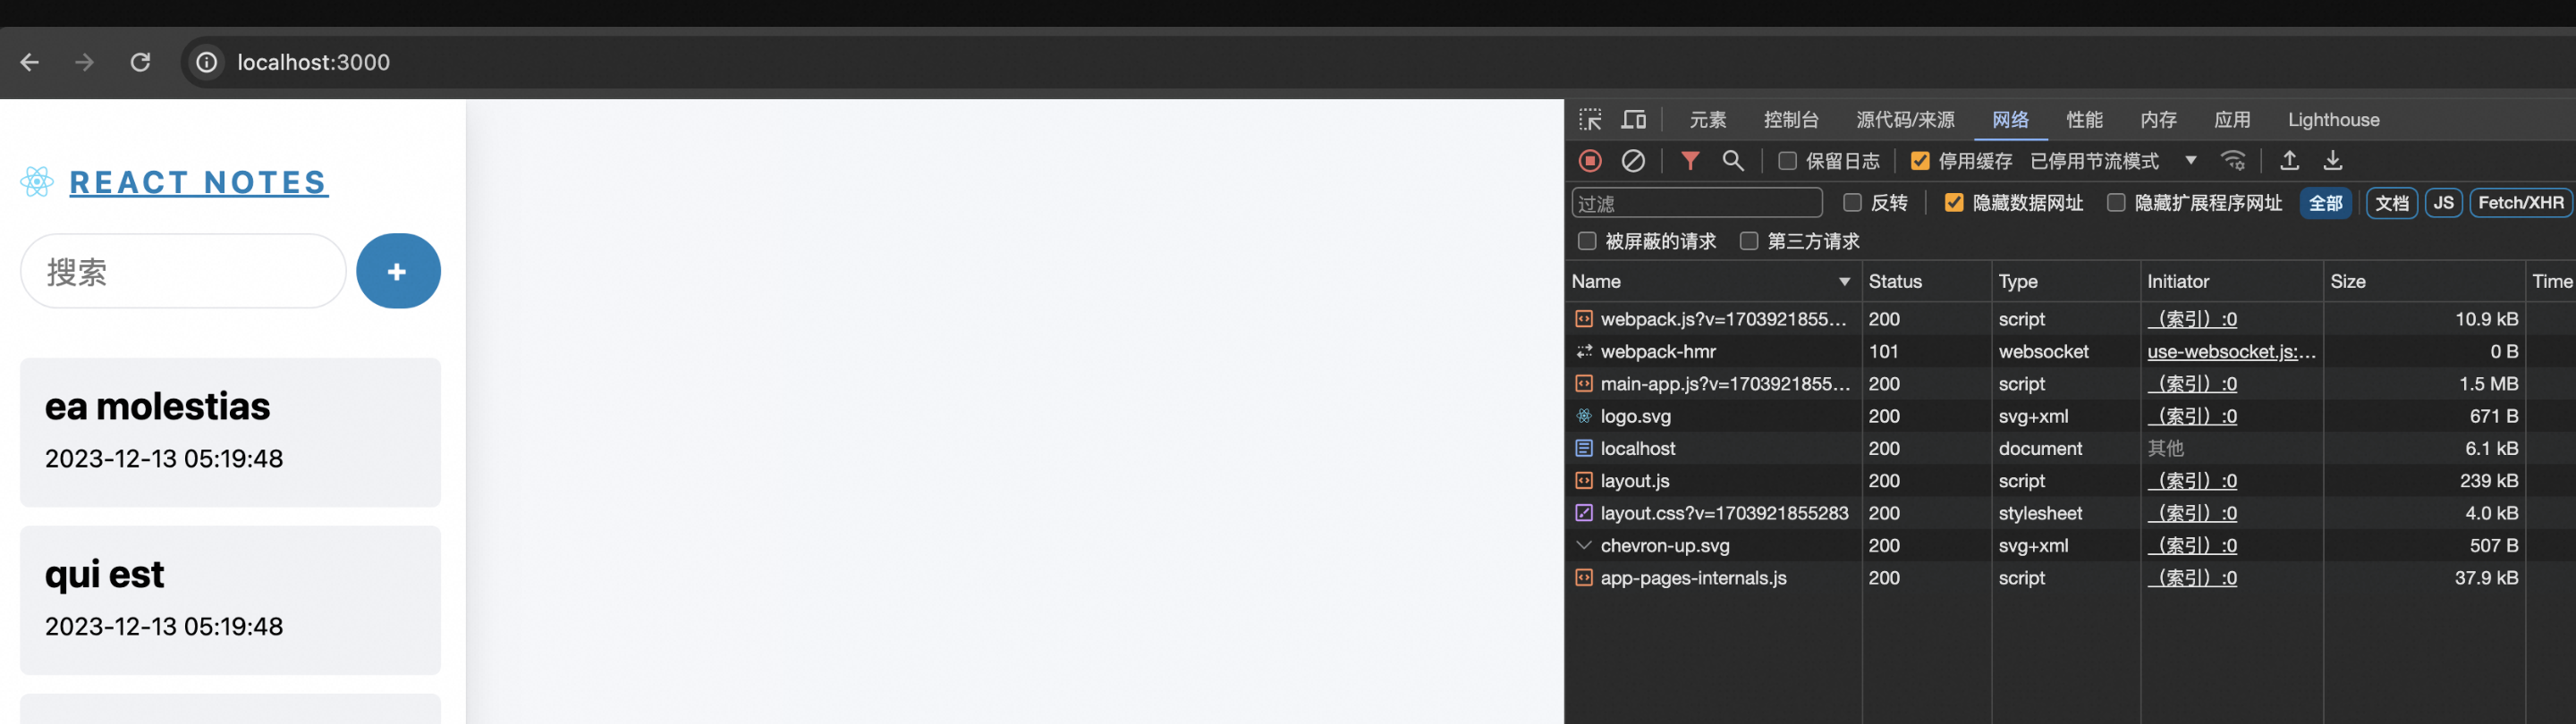 localhost:3000
REACT NOTES
搜索
+
ea molestias
2023-12-13 05:19:48
qui est
2023-12-13 05:19:48
元素 控制台 源代码/来源 网络 性能 内存 应用 Lighthouse
保留日志 停用缓存 已停用节流模式
过滤 反转 隐藏数据网址 隐藏扩展程序网址 全部 文档 JS Fetch/XHR
被屏蔽的请求 第三方请求
Name Status Type Initiator Size Time
webpack.js?v=1703921855... 200 script （索引）:0 10.9 kB
webpack-hmr 101 websocket use-websocket.js:... 0 B
main-app.js?v=1703921855... 200 script （索引）:0 1.5 MB
logo.svg 200 svg+xml （索引）:0 671 B
localhost 200 document 其他 6.1 kB
layout.js 200 script （索引）:0 239 kB
layout.css?v=1703921855283 200 stylesheet （索引）:0 4.0 kB
chevron-up.svg 200 svg+xml （索引）:0 507 B
app-pages-internals.js 200 script （索引）:0 37.9 kB